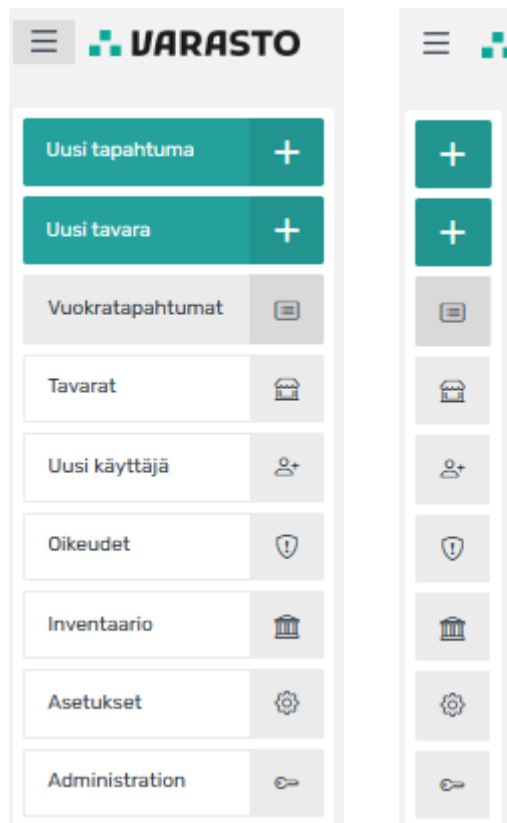 VARASTO
Uusi tapahtuma
Uusi tavara
Vuokratapahtumat
Tavarat
Uusi käyttäjä
Oikeudet
Inventaario
Asetukset
Administration